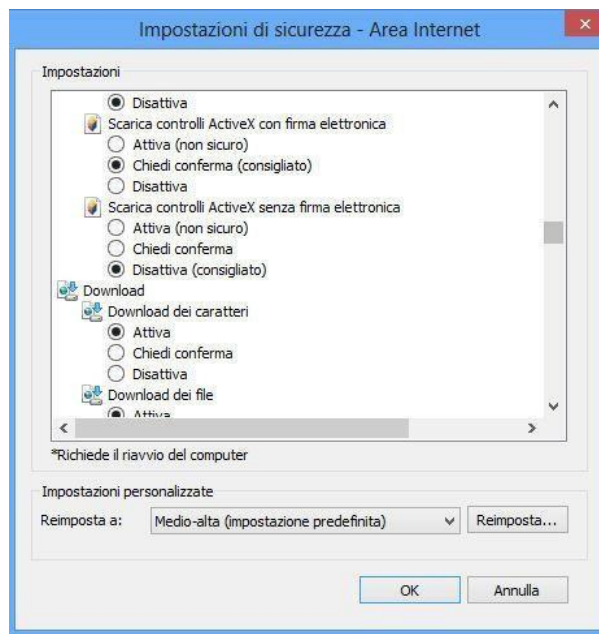 Impostazioni di sicurezza - Area Internet
Impostazioni
Disattiva
Scarica controlli ActiveX con firma elettronica
Attiva (non sicuro)
Chiedi conferma (consigliato)
Disattiva
Scarica controlli ActiveX senza firma elettronica
Attiva (non sicuro)
Chiedi conferma
Disattiva (consigliato)
Download
Download dei caratteri
Attiva
Chiedi conferma
Disattiva
Download dei file
Attiva
*Richiede il riavvio del computer
Impostazioni personalizzate
Reimposta a: Medio-alta (impostazione predefinita) Reimposta...
OK Annulla